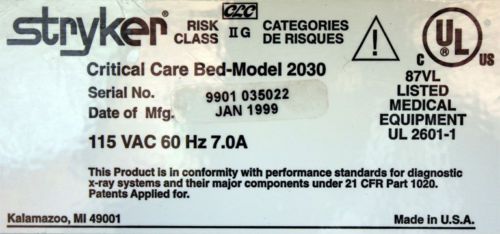 stryker
RISK CLASS
CLC
II G
CATEGORIES DE RISQUES
C UL US
87VL
LISTED
MEDICAL
EQUIPMENT
UL 2601-1
Critical Care Bed-Model 2030
Serial No. 9901 035022
Date of Mfg. JAN 1999
115 VAC 60 Hz 7.0A
This Product is in conformity with performance standards for diagnostic
x-ray systems and their major components under 21 CFR Part 1020.
Patents Applied for.
Kalamazoo, MI 49001
Made in U.S.A.